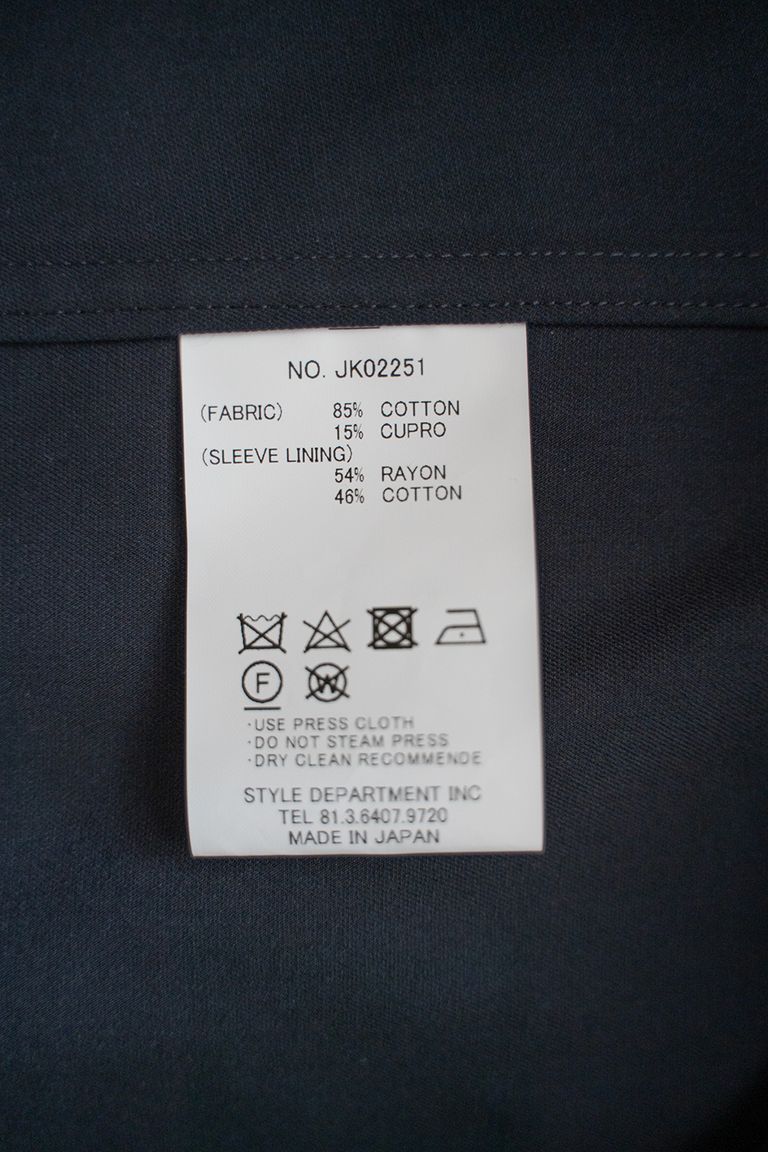 NO. JK02251
(FABRIC) 85% COTTON
15% CUPRO
(SLEEVE LINING)
54% RAYON
46% COTTON
F W
·USE PRESS CLOTH
·DO NOT STEAM PRESS
·DRY CLEAN RECOMMENDE
STYLE DEPARTMENT INC
TEL 81.3.6407.9720
MADE IN JAPAN